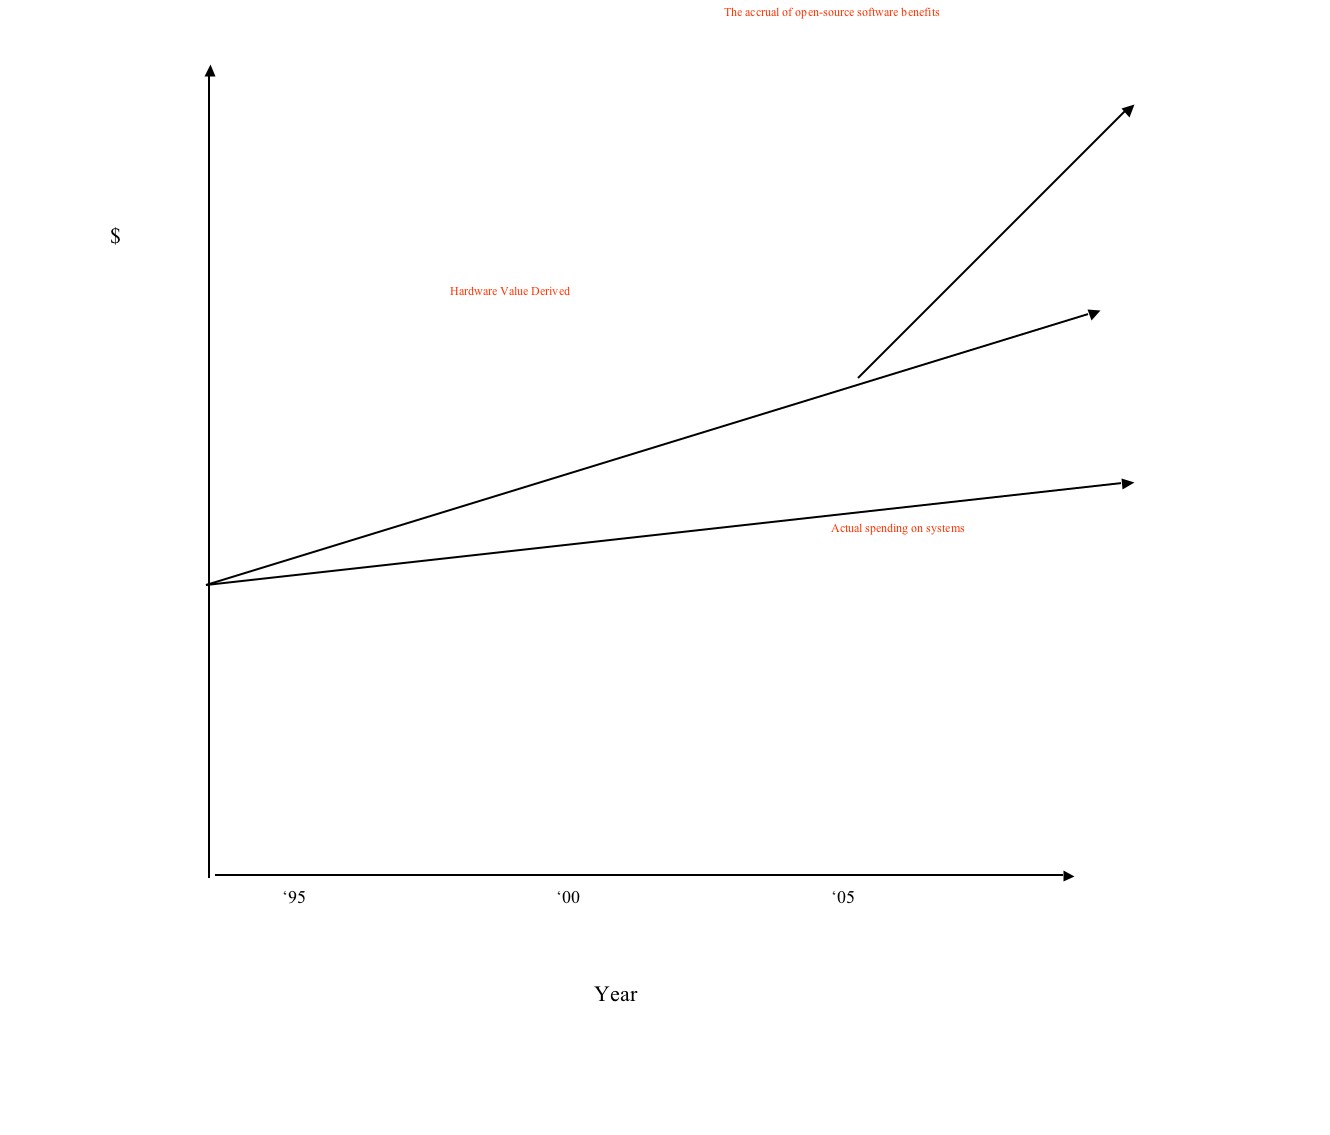 The accrual of open-source software benefits
$
Hardware Value Derived
Actual spending on systems
‘95
‘00
‘05
Year